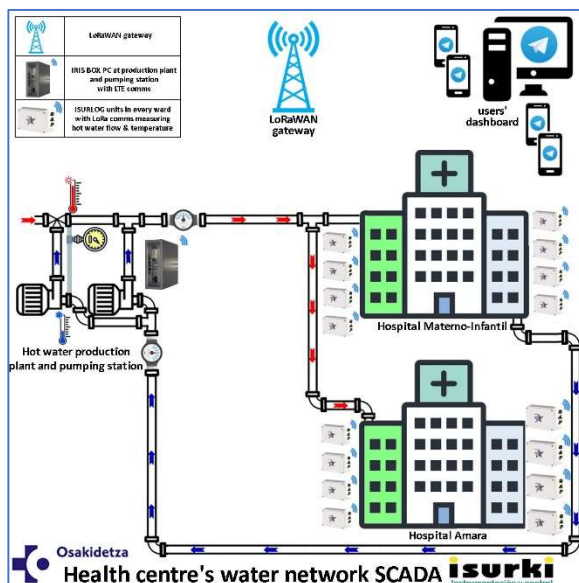 LoRaWAN gateway
IRIS BOX PC at production plant
and pumping station
with LTE comms
ISURLOG units in every ward
with LoRa comms measuring
hot water flow & temperature
LoRaWAN
gateway
users'
dashboard
Hospital Materno-Infantil
Hot water production
plant and pumping station
Hospital Amara
Osakidetza
Health centre's water network SCADA
isurki
instrumentación y control